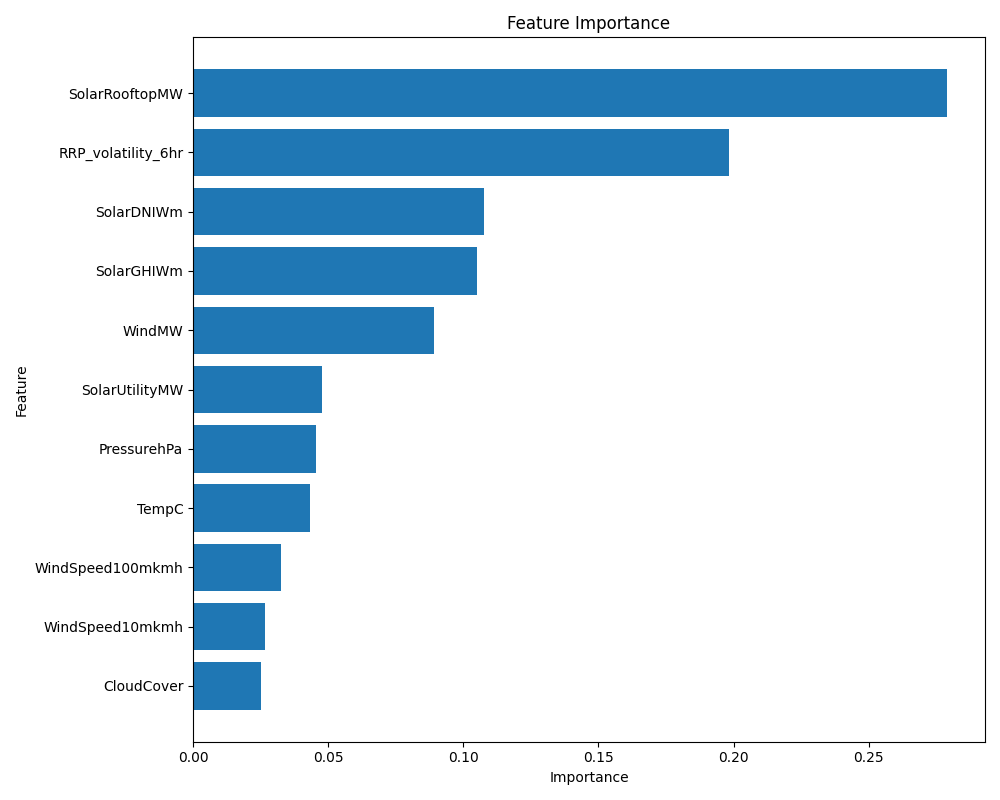 Feature Importance
SolarRooftopMW
RRP_volatility_6hr
SolarDNIWm
SolarGHIWm
WindMW
SolarUtilityMW
PressurehPa
TempC
WindSpeed100mkmh
WindSpeed10mkmh
CloudCover
Feature
0.00 0.05 0.10 0.15 0.20 0.25
Importance